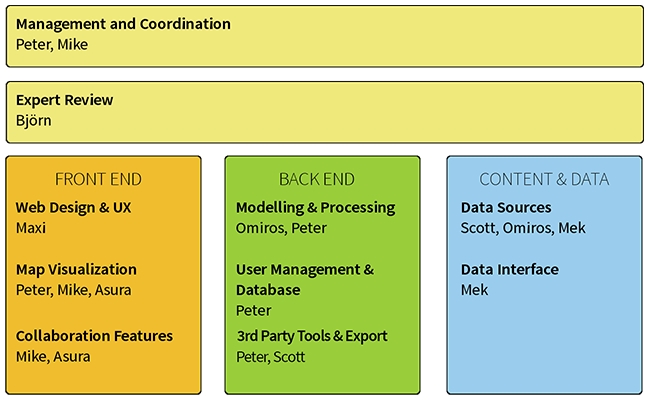 Management and Coordination
Peter, Mike
Expert Review
Björn
FRONT END
Web Design & UX
Maxi
Map Visualization
Peter, Mike, Asura
Collaboration Features
Mike, Asura
BACK END
Modelling & Processing
Omiros, Peter
User Management &
Database
Peter
3rd Party Tools & Export
Peter, Scott
CONTENT & DATA
Data Sources
Scott, Omiros, Mek
Data Interface
Mek